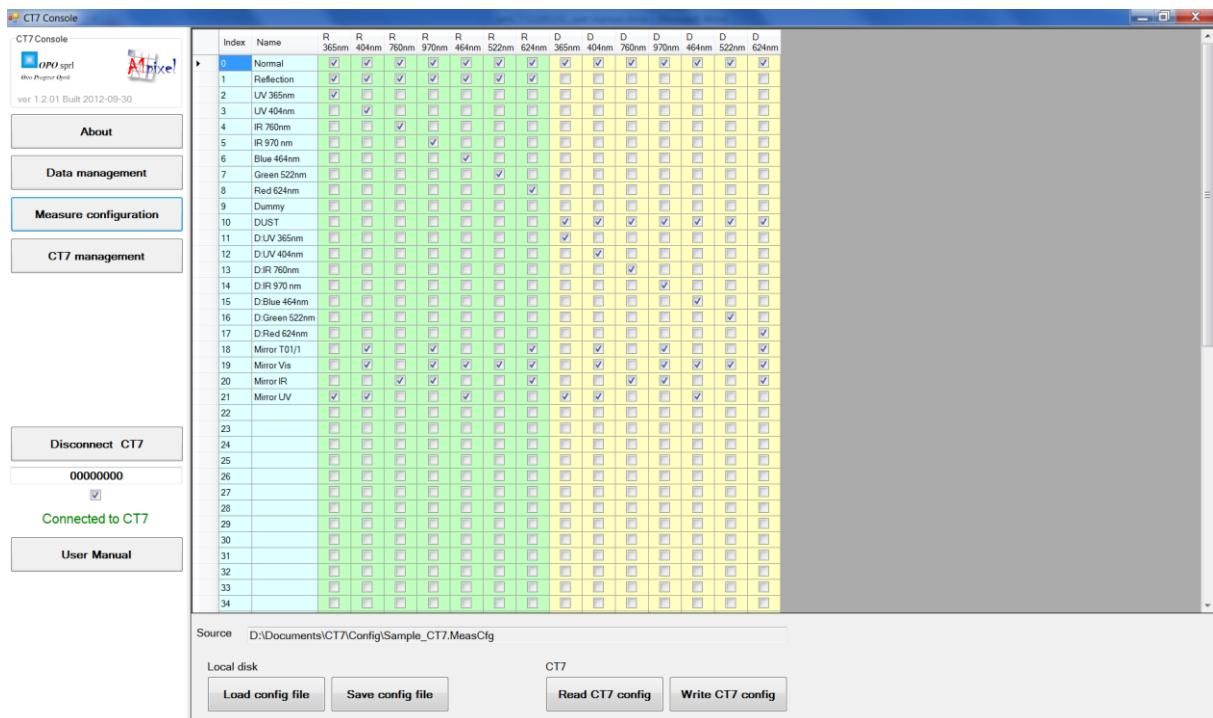 CT7 Console
CT7 Console
OPO sprl
Oreo Progetur Optik
A1pixel
ver 1.2.01 Built 2012-09-30
About
Data management
Measure configuration
CT7 management
Disconnect CT7
00000000
Connected to CT7
User Manual
Index Name R 365nm R 404nm R 760nm R 970nm R 464nm R 522nm R 624nm D 365nm D 404nm D 760nm D 970nm D 464nm D 522nm D 624nm
0 Normal
1 Reflection
2 UV 365nm
3 UV 404nm
4 IR 760nm
5 IR 970 nm
6 Blue 464nm
7 Green 522nm
8 Red 624nm
9 Dummy
10 DUST
11 D:UV 365nm
12 D:UV 404nm
13 D:IR 760nm
14 D:IR 970 nm
15 D:Blue 464nm
16 D:Green 522nm
17 D:Red 624nm
18 Mirror T01/1
19 Mirror Vis
20 Mirror IR
21 Mirror UV
22
23
24
25
26
27
28
29
30
31
32
33
34
Source D:\Documents\CT7\Config\Sample_CT7.MeasCfg
Local disk
Load config file Save config file
CT7
Read CT7 config Write CT7 config